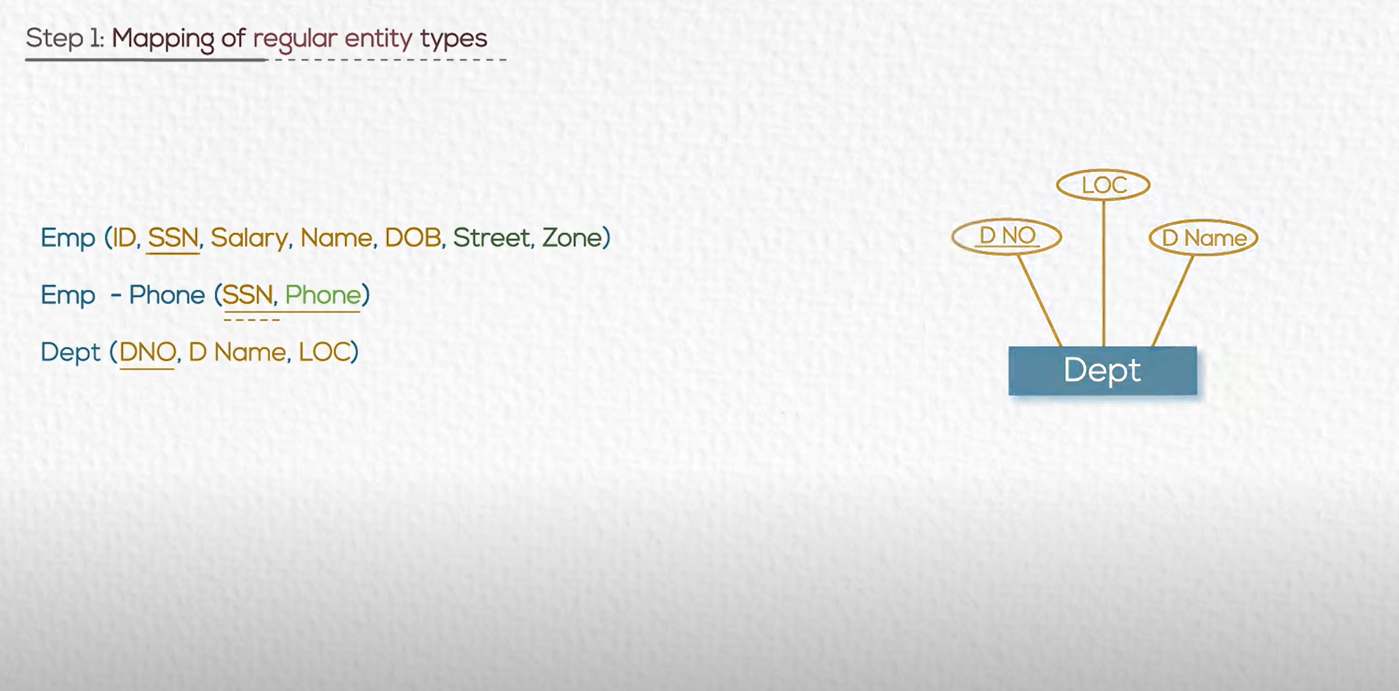 Step 1: Mapping of regular entity types
Emp (ID, SSN, Salary, Name, DOB, Street, Zone)
Emp - Phone (SSN, Phone)
Dept (DNO, D Name, LOC)
LOC
D NO
D Name
Dept